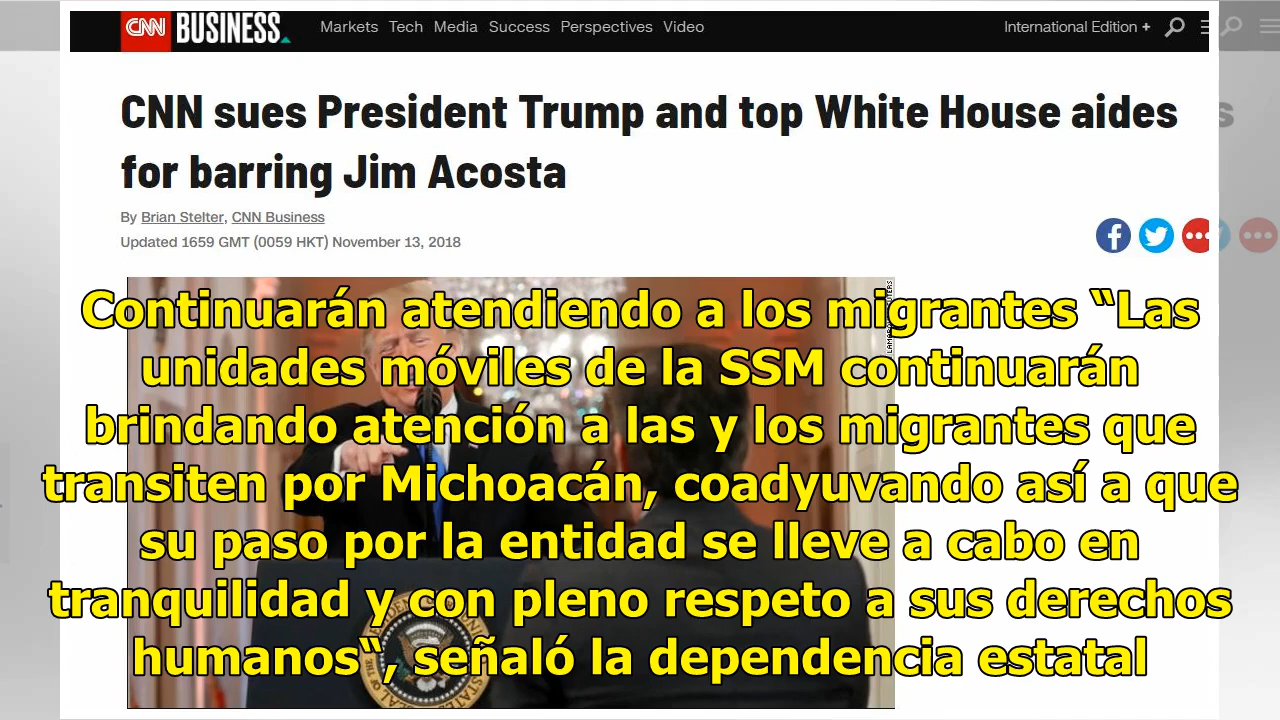 CNN BUSINESS Markets Tech Media Success Perspectives Video International Edition +
CNN sues President Trump and top White House aides
for barring Jim Acosta
By Brian Stelter, CNN Business
Updated 1659 GMT (0059 HKT) November 13, 2018
Continuarán atendiendo a los migrantes “Las
unidades móviles de la SSM continuarán
brindando atención a las y los migrantes que
transiten por Michoacán, coadyuvando así a que
su paso por la entidad se lleve a cabo en
tranquilidad y con pleno respeto a sus derechos
humanos“, señaló la dependencia estatal